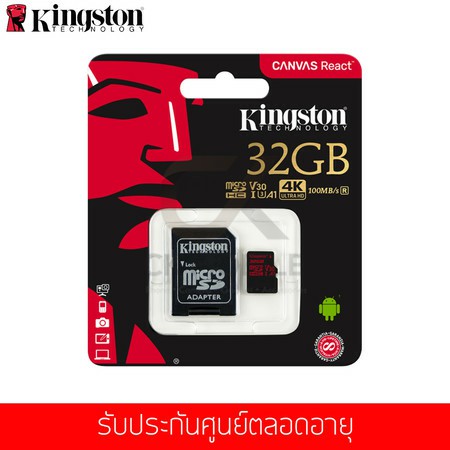 Kingston
TECHNOLOGY
CANVAS React™
Kingston
TECHNOLOGY
32GB
micro SD HC V30 U3 A1 4K ULTRA HD 100MB/s R
Kingston
Lock
micro SD
ADAPTER
รับประกันศูนย์ตลอดอายุ